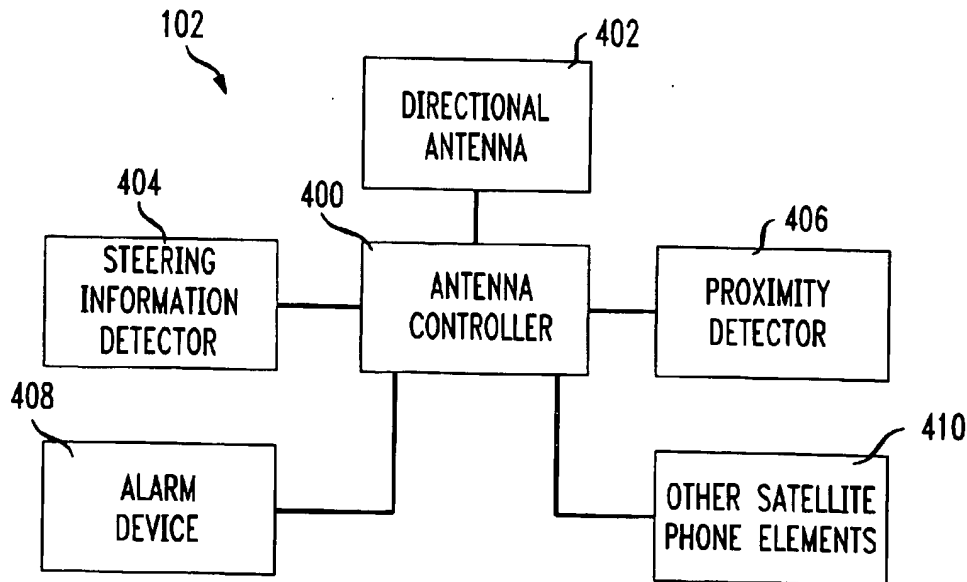 102
402
DIRECTIONAL
ANTENNA
404
400
406
STEERING
INFORMATION
DETECTOR
ANTENNA
CONTROLLER
PROXIMITY
DETECTOR
408
410
ALARM
DEVICE
OTHER SATELLITE
PHONE ELEMENTS